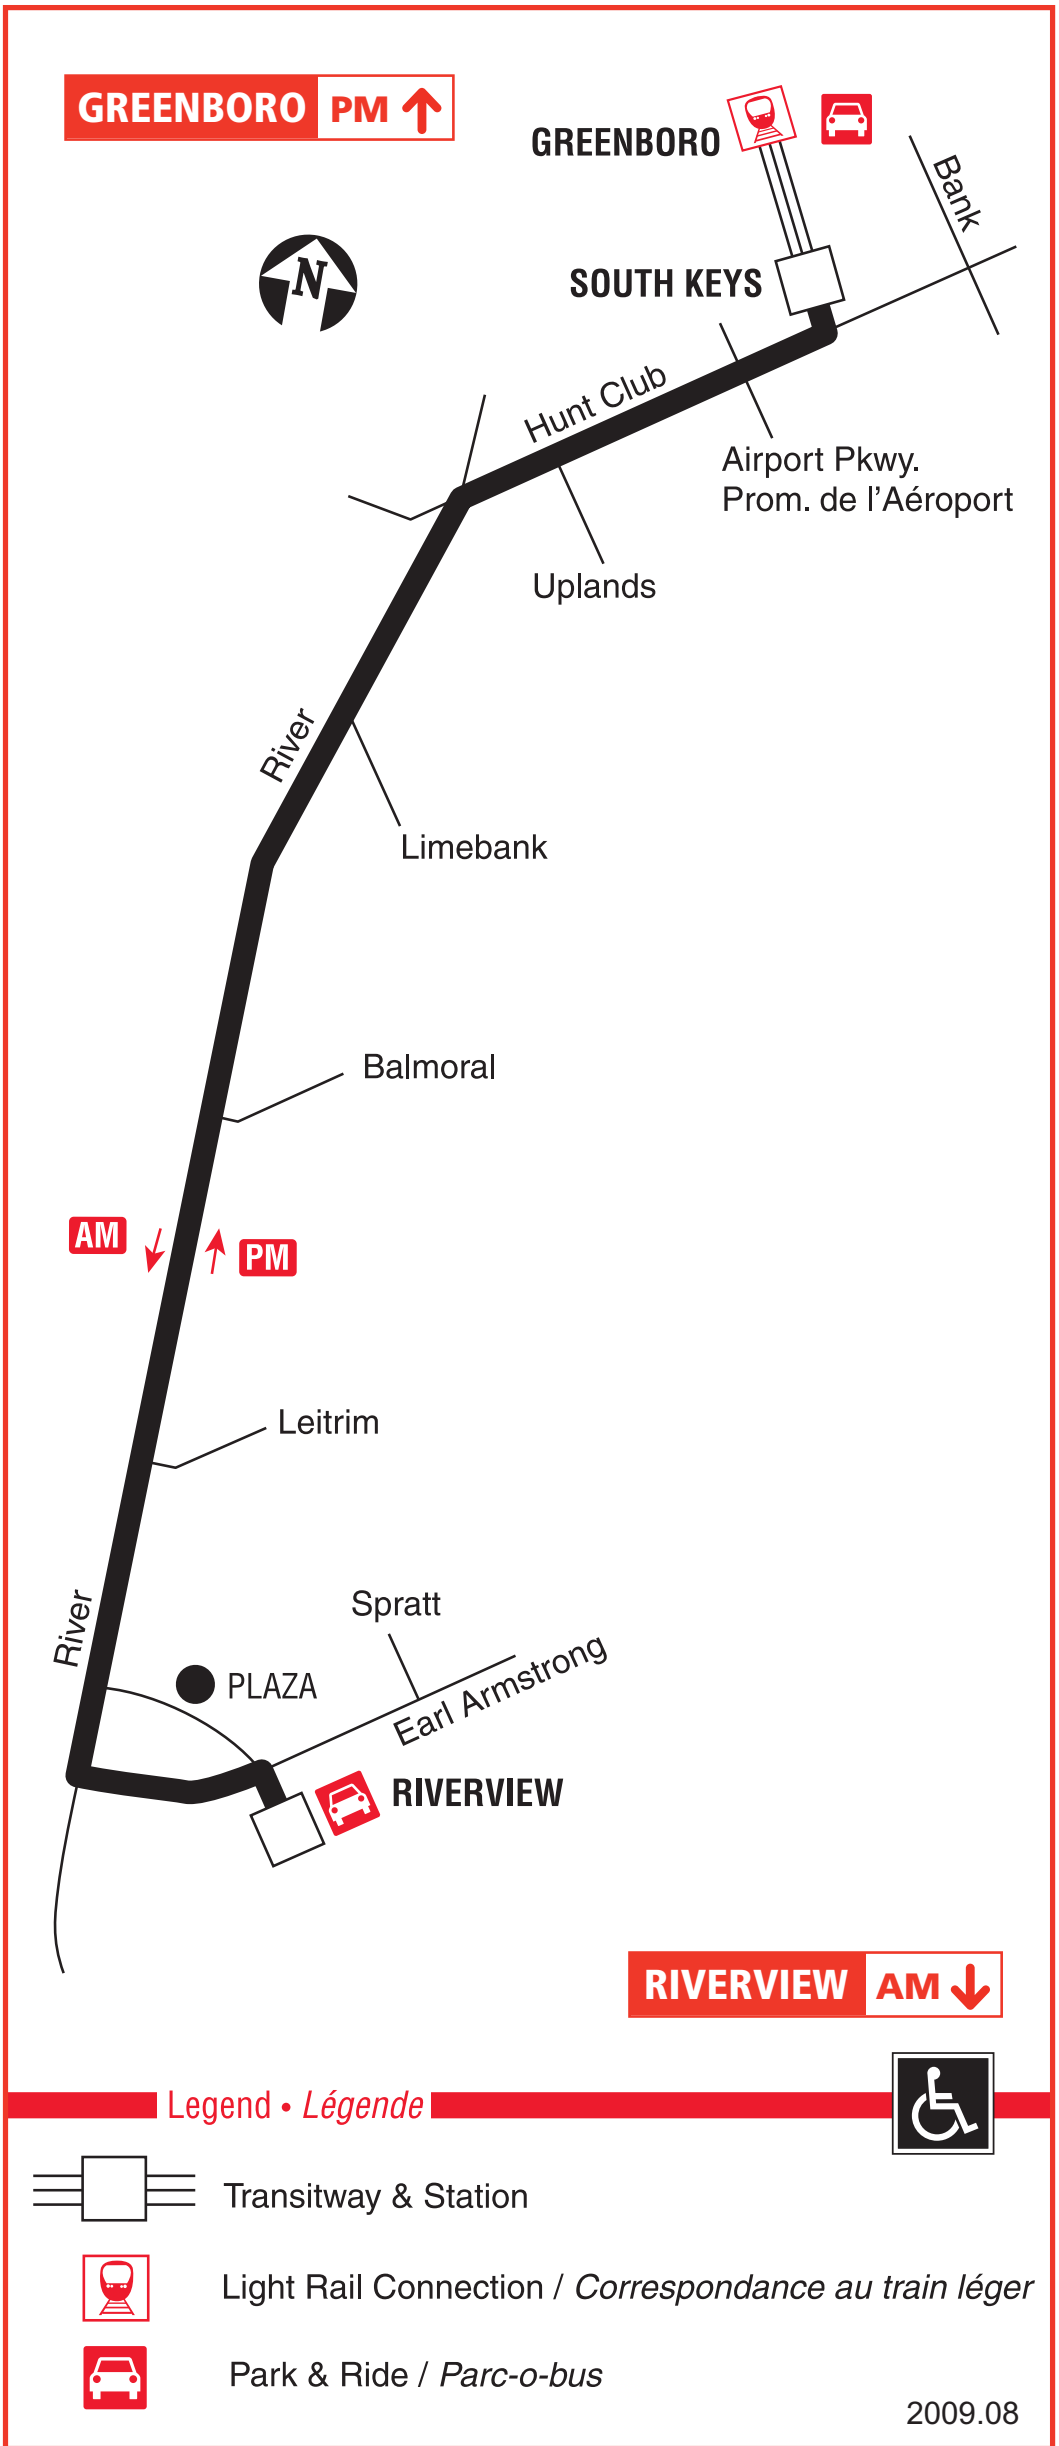 GREENBORO PM
GREENBORO
Bank
N
SOUTH KEYS
Hunt Club
Airport Pkwy.
Prom. de l'Aéroport
Uplands
River
Limebank
Balmoral
AM
PM
Leitrim
River
Spratt
PLAZA
Earl Armstrong
RIVERVIEW
RIVERVIEW AM
Legend • Légende
Transitway & Station
Light Rail Connection / Correspondance au train léger
Park & Ride / Parc-o-bus
2009.08